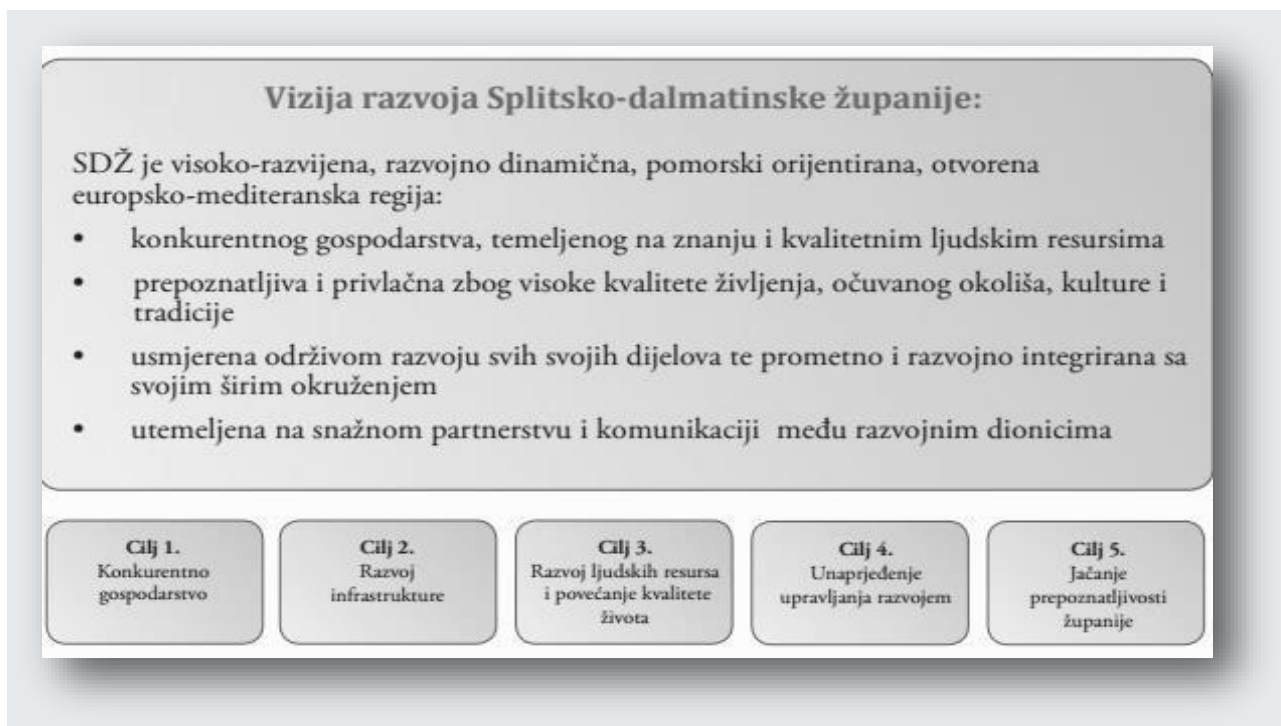 Vizija razvoja Splitsko-dalmatinske županije:
SDŽ je visoko-razvijena, razvojno dinamična, pomorski orijentirana, otvorena
europsko-mediteranska regija:
• konkurentnog gospodarstva, temeljenog na znanju i kvalitetnim ljudskim resursima
• prepoznatljiva i privlačna zbog visoke kvalitete življenja, očuvanog okoliša, kulture i
tradicije
• usmjerena održivom razvoju svih svojih dijelova te prometno i razvojno integrirana sa
svojim širim okruženjem
• utemeljena na snažnom partnerstvu i komunikaciji među razvojnim dionicima
Cilj 1.
Konkurentno
gospodarstvo
Cilj 2.
Razvoj
infrastrukture
Cilj 3.
Razvoj ljudskih resursa
i povećanje kvalitete
života
Cilj 4.
Unaprjeđenje
upravljanja razvojem
Cilj 5.
Jačanje
prepoznatljivosti
županije